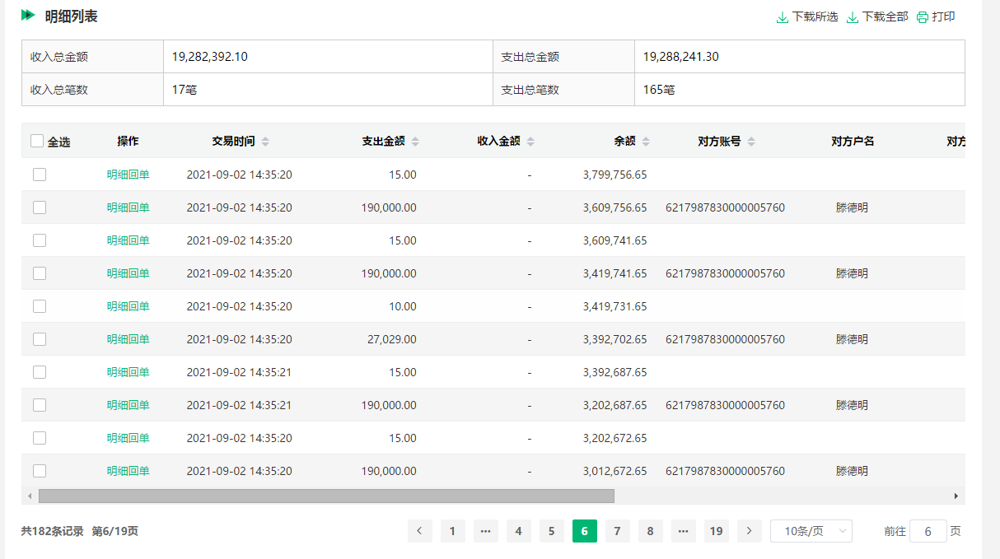 明细列表 下载所选 下载全部 打印
收入总金额 19,282,392.10 支出总金额 19,288,241.30
收入总笔数 17笔 支出总笔数 165笔
全选 操作 交易时间 支出金额 收入金额 余额 对方账号 对方户名 对方
明细回单 2021-09-02 14:35:20 15.00 - 3,799,756.65
明细回单 2021-09-02 14:35:20 190,000.00 - 3,609,756.65 6217987830000005760 滕德明
明细回单 2021-09-02 14:35:20 15.00 - 3,609,741.65
明细回单 2021-09-02 14:35:20 190,000.00 - 3,419,741.65 6217987830000005760 滕德明
明细回单 2021-09-02 14:35:20 10.00 - 3,419,731.65
明细回单 2021-09-02 14:35:20 27,029.00 - 3,392,702.65 6217987830000005760 滕德明
明细回单 2021-09-02 14:35:21 15.00 - 3,392,687.65
明细回单 2021-09-02 14:35:21 190,000.00 - 3,202,687.65 6217987830000005760 滕德明
明细回单 2021-09-02 14:35:20 15.00 - 3,202,672.65
明细回单 2021-09-02 14:35:20 190,000.00 - 3,012,672.65 6217987830000005760 滕德明
共182条记录 第6/19页 < 1 ••• 4 5 6 7 8 ••• 19 > 10条/页 前往 6 页